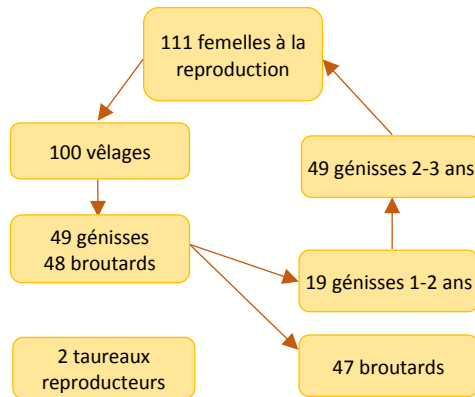 111 femelles à la
reproduction
100 vêlages
49 génisses 2-3 ans
49 génisses
48 broutards
19 génisses 1-2 ans
2 taureaux
reproducteurs
47 broutards